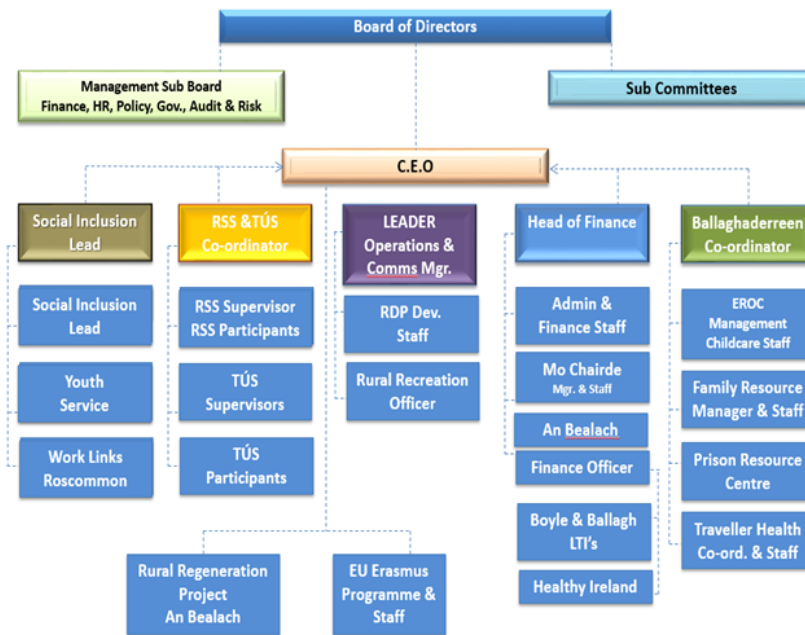 Board of Directors
Management Sub Board
Finance, HR, Policy, Gov., Audit & Risk
Sub Committees
C.E.O
Social Inclusion
Lead
RSS &TÚS
Co-ordinator
LEADER
Operations &
Comms Mgr.
Head of Finance
Ballaghaderreen
Co-ordinator
Social Inclusion
Lead
Youth
Service
Work Links
Roscommon
RSS Supervisor
RSS Participants
TÚS
Supervisors
TÚS
Participants
RDP Dev.
Staff
Rural Recreation
Officer
Admin &
Finance Staff
Mo Chairde
Mgr. & Staff
An Bealach
Finance Officer
Boyle & Ballagh
LTI's
Healthy Ireland
EROC
Management
Childcare Staff
Family Resource
Manager & Staff
Prison Resource
Centre
Traveller Health
Co-ord. & Staff
Rural Regeneration
Project
An Bealach
EU Erasmus
Programme &
Staff